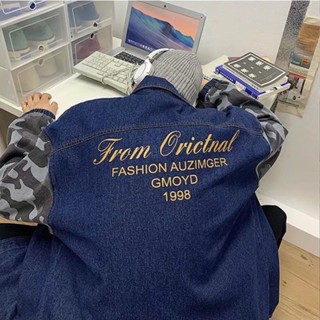 From Orictnal
FASHION AUZIMGER
GMOYD
1998